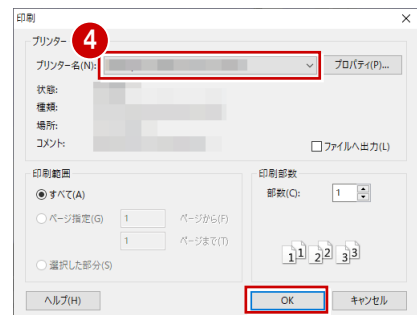 印刷
プリンター
4
プリンター名(N):
プロパティ(P)...
状態:
種類:
場所:
コメント:
ファイルへ出力(L)
印刷範囲
すべて(A)
ページ指定(G) 1 ページから(F)
1 ページまで(T)
選択した部分(S)
印刷部数
部数(C): 1
1 1 2 2 3 3
ヘルプ(H)
OK
キャンセル